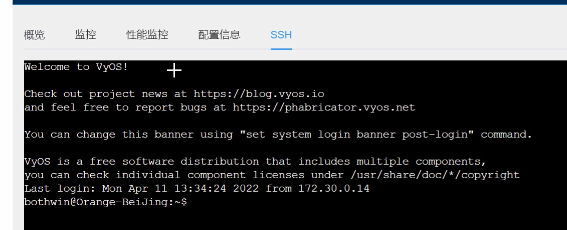 概览 监控 性能监控 配置信息 SSH
Welcome to VyOS!
Check out project news at https://blog.vyos.io
and feel free to report bugs at https://phabricator.vyos.net
You can change this banner using "set system login banner post-login" command.
VyOS is a free software distribution that includes multiple components,
you can check individual component licenses under /usr/share/doc/*/copyright
Last login: Mon Apr 11 13:34:24 2022 from 172.30.0.14
bothwin@Orange-BeiJing:~$